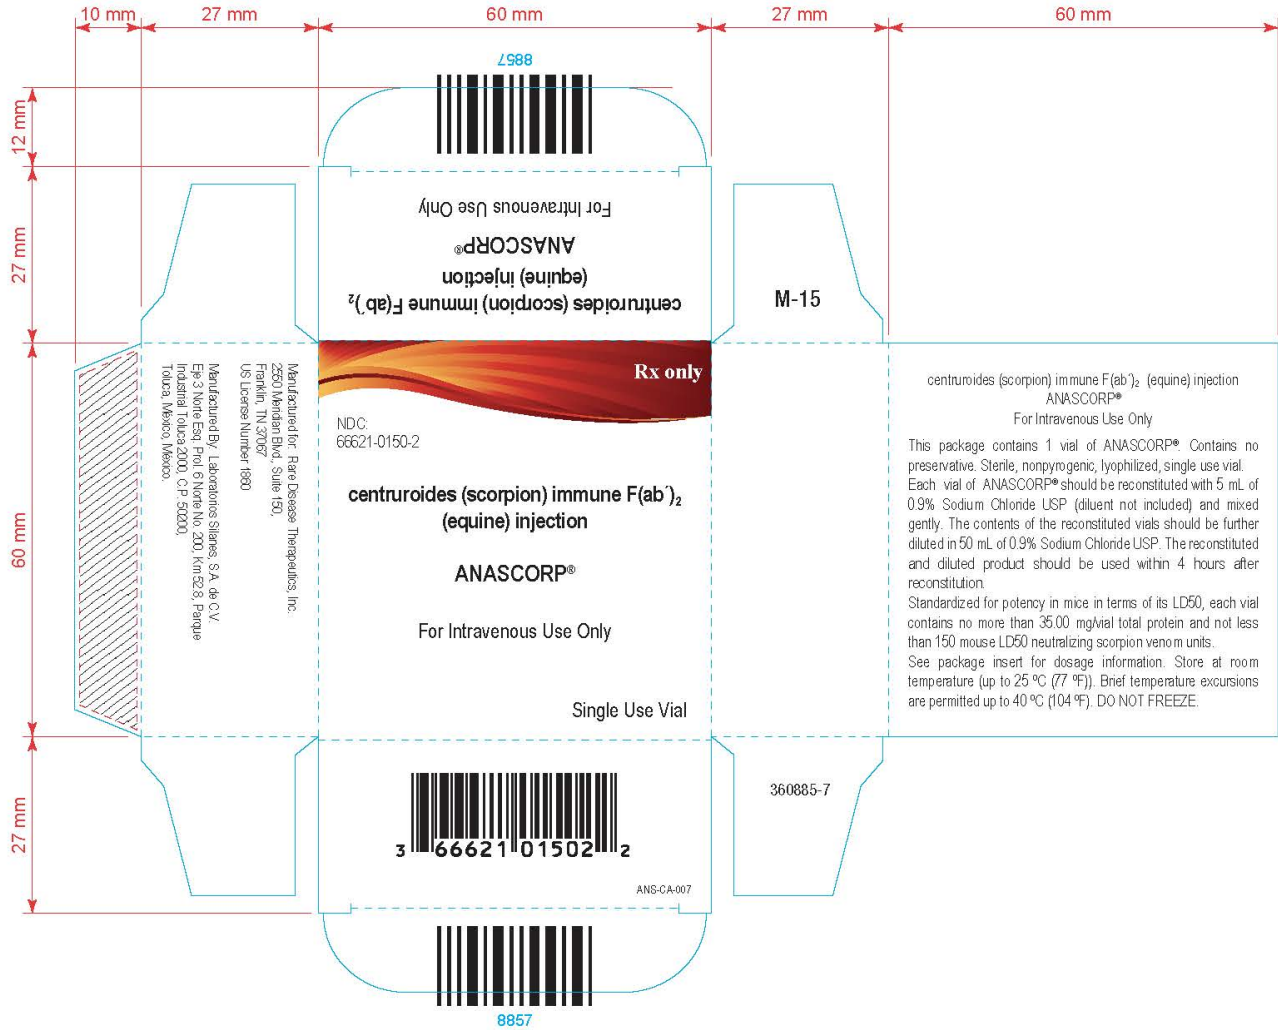 10 mm
27 mm
60 mm
27 mm
60 mm
12 mm
27 mm
60 mm
27 mm
8857
For Intravenous Use Only
ANASCORP®
(equine) injection
centruroides (scorpion) immune F(ab´)₂
M-15
Manufactured for: Rare Disease Therapeutics, Inc.
2550 Meridian Blvd., Suite 150,
Franklin, TN 37067
US License Number 1860
Manufactured By: Laboratorios Silanes, S.A. de C.V.
Eje 3 Norte Esq. Prol. 6 Norte No. 200, Km 52.8, Parque
Industrial Toluca 2000, C.P. 50200,
Toluca, México, México.
Rx only
NDC:
66621-0150-2
centruroides (scorpion) immune F(ab´)₂
(equine) injection
ANASCORP®
For Intravenous Use Only
Single Use Vial
centruroides (scorpion) immune F(ab´)₂ (equine) injection
ANASCORP®
For Intravenous Use Only
This package contains 1 vial of ANASCORP®. Contains no
preservative. Sterile, nonpyrogenic, lyophilized, single use vial.
Each vial of ANASCORP® should be reconstituted with 5 mL of
0.9% Sodium Chloride USP (diluent not included) and mixed
gently. The contents of the reconstituted vials should be further
diluted in 50 mL of 0.9% Sodium Chloride USP. The reconstituted
and diluted product should be used within 4 hours after
reconstitution.
Standardized for potency in mice in terms of its LD50, each vial
contains no more than 35.00 mg/vial total protein and not less
than 150 mouse LD50 neutralizing scorpion venom units.
See package insert for dosage information. Store at room
temperature (up to 25 ºC (77 ºF)). Brief temperature excursions
are permitted up to 40 ºC (104 ºF). DO NOT FREEZE.
360885-7
3 66621 01502 2
ANS-CA-007
8857